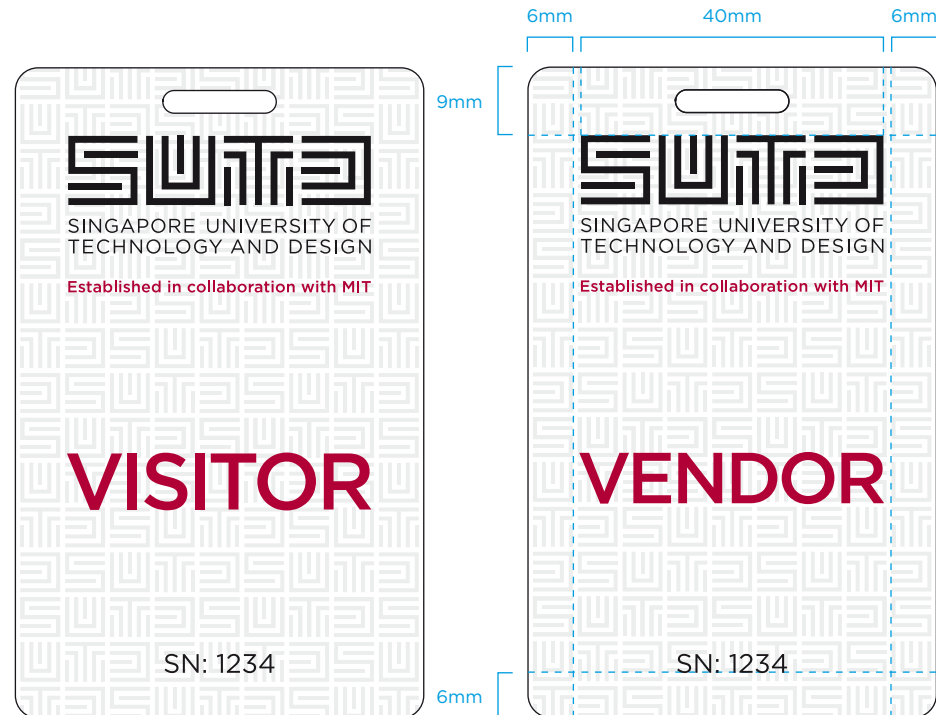 6mm
40mm
6mm
9mm
SUTD
SINGAPORE UNIVERSITY OF
TECHNOLOGY AND DESIGN
Established in collaboration with MIT
VISITOR
SN: 1234
SUTD
SINGAPORE UNIVERSITY OF
TECHNOLOGY AND DESIGN
Established in collaboration with MIT
VENDOR
SN: 1234
6mm